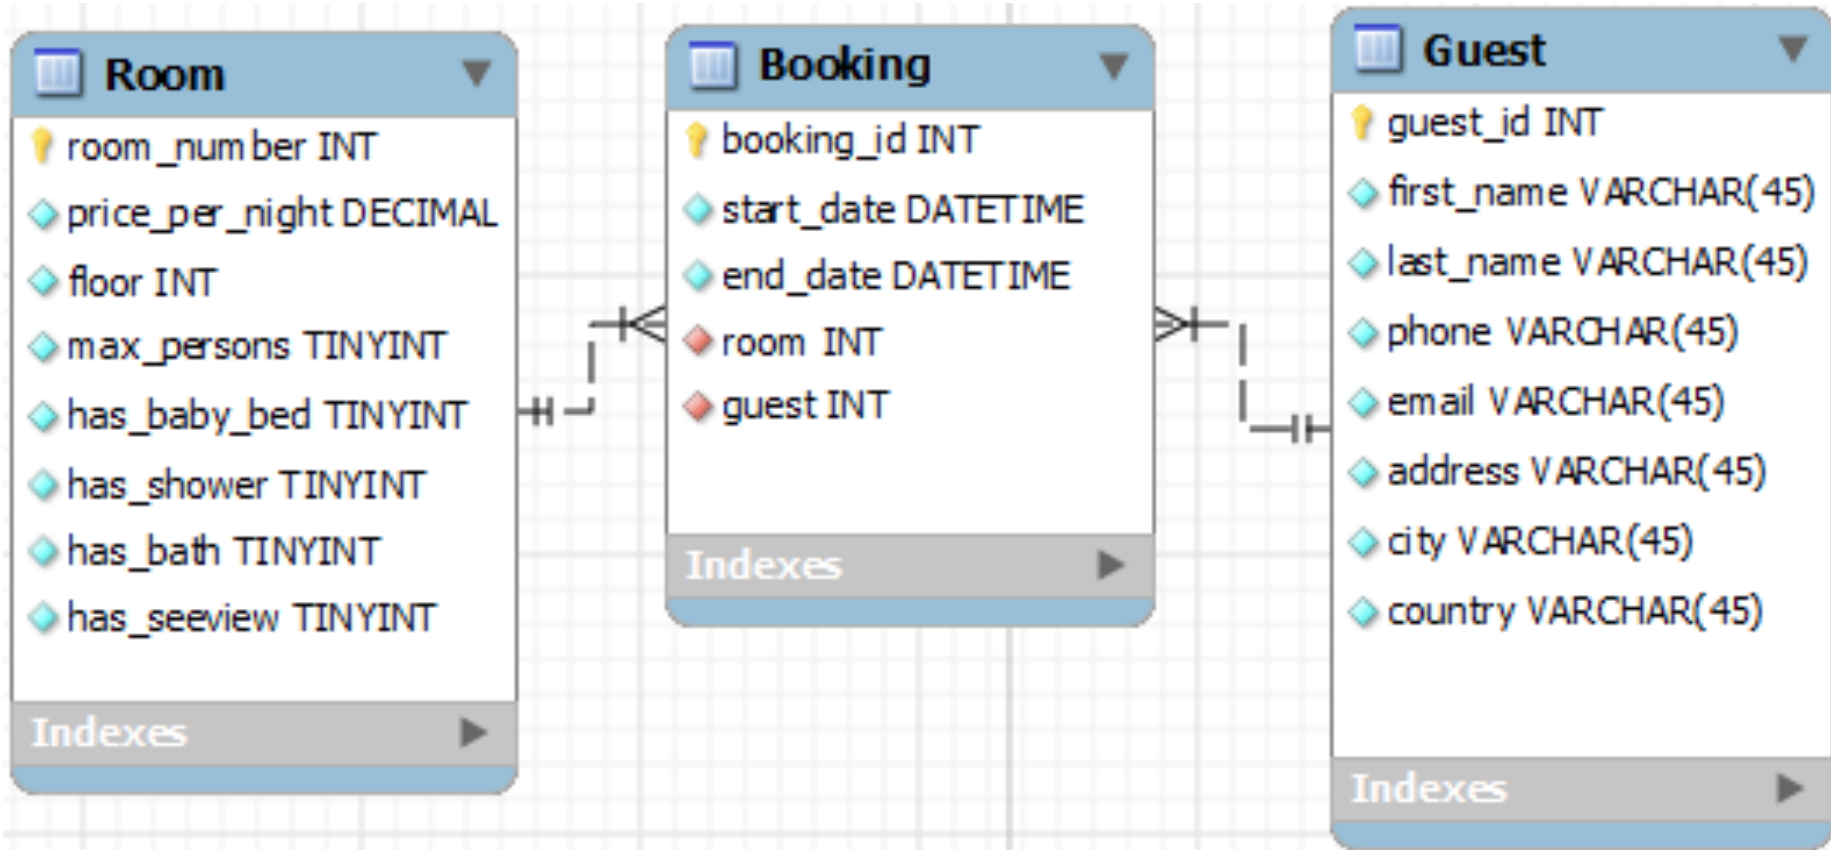 Room
room_number INT
price_per_night DECIMAL
floor INT
max_persons TINYINT
has_baby_bed TINYINT
has_shower TINYINT
has_bath TINYINT
has_seeview TINYINT
Indexes
Booking
booking_id INT
start_date DATETIME
end_date DATETIME
room INT
guest INT
Indexes
Guest
guest_id INT
first_name VARCHAR(45)
last_name VARCHAR(45)
phone VARCHAR(45)
email VARCHAR(45)
address VARCHAR(45)
city VARCHAR(45)
country VARCHAR(45)
Indexes